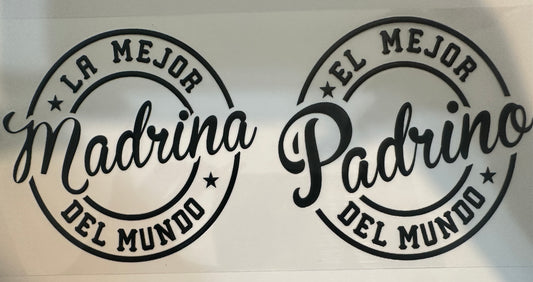 LA MEJOR
Madrina
DEL MUNDO
EL MEJOR
Padrino
DEL MUNDO